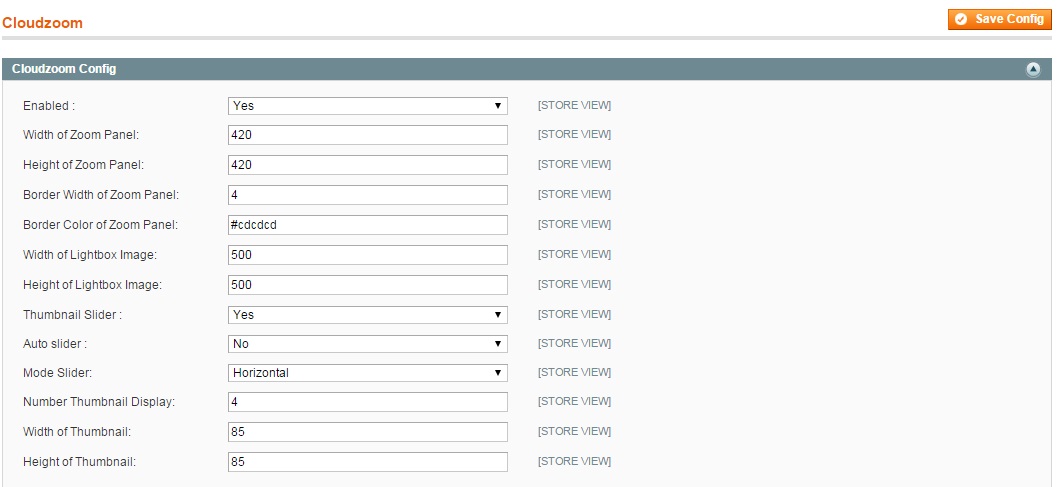 Cloudzoom Save Config
Cloudzoom Config
Enabled : Yes [STORE VIEW]
Width of Zoom Panel: 420 [STORE VIEW]
Height of Zoom Panel: 420 [STORE VIEW]
Border Width of Zoom Panel: 4 [STORE VIEW]
Border Color of Zoom Panel: #cdcdcd [STORE VIEW]
Width of Lightbox Image: 500 [STORE VIEW]
Height of Lightbox Image: 500 [STORE VIEW]
Thumbnail Slider : Yes [STORE VIEW]
Auto slider : No [STORE VIEW]
Mode Slider: Horizontal [STORE VIEW]
Number Thumbnail Display: 4 [STORE VIEW]
Width of Thumbnail: 85 [STORE VIEW]
Height of Thumbnail: 85 [STORE VIEW]